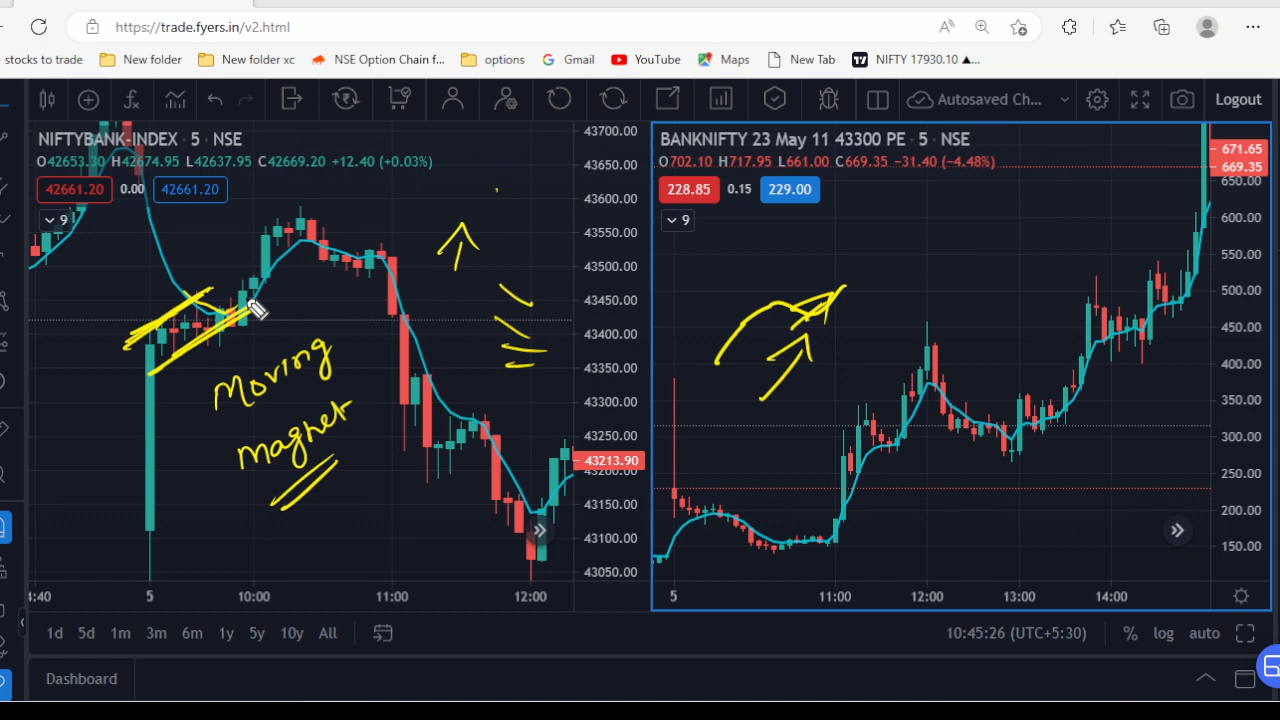 https://trade.fyers.in/v2.html
stocks to trade New folder New folder xc NSE Option Chain f... options Gmail YouTube Maps New Tab NIFTY 17930.10 ▲...
Autosaved Ch... Logout
NIFTYBANK-INDEX · 5 · NSE
O42653.30 H42674.95 L42637.95 C42669.20 +12.40 (+0.03%)
42661.20 0.00 42661.20
9
43700.00
43650.00
43600.00
43550.00
43500.00
43450.00
43400.00
43350.00
43300.00
43250.00
43213.90
43200.00
43150.00
43100.00
43050.00
Moving
magnet
:40 5 10:00 11:00 12:00
BANKNIFTY 23 May 11 43300 PE · 5 · NSE
O702.10 H717.95 L661.00 C669.35 −31.40 (−4.48%)
228.85 0.15 229.00
9
671.65
669.35
650.00
600.00
550.00
500.00
450.00
400.00
350.00
300.00
250.00
200.00
150.00
5 11:00 12:00 13:00 14:00
1d 5d 1m 3m 6m 1y 5y 10y All 10:45:26 (UTC+5:30) % log auto
Dashboard